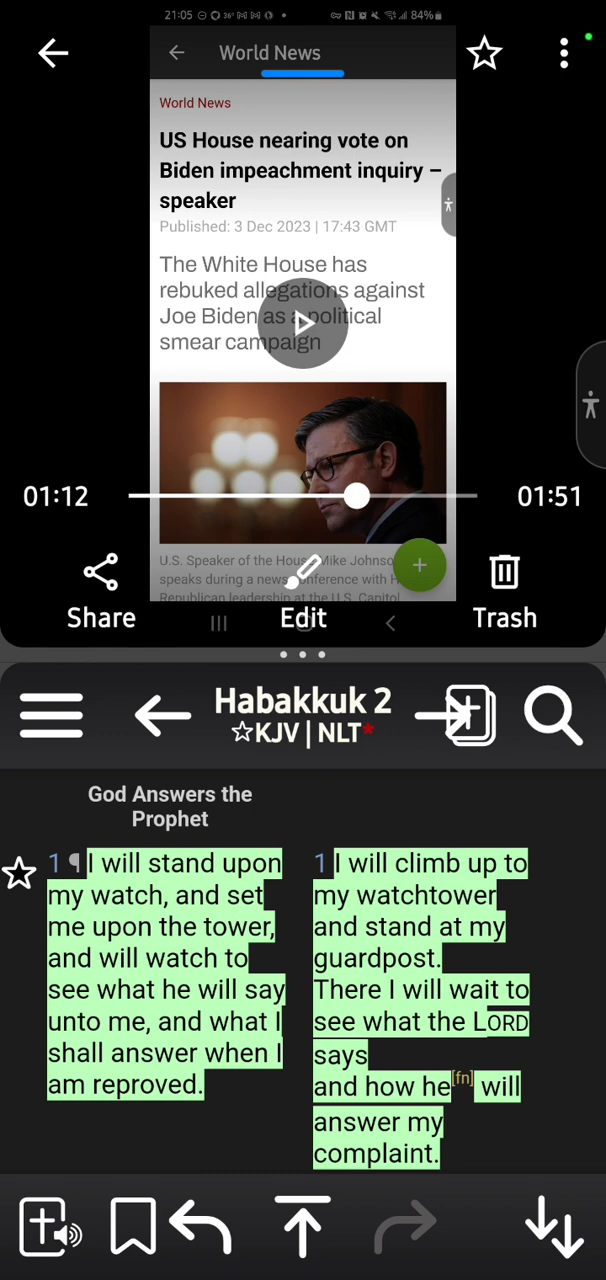 21:05 36° 84%
World News
World News
US House nearing vote on
Biden impeachment inquiry –
speaker
Published: 3 Dec 2023 | 17:43 GMT
The White House has
rebuked allegations against
Joe Biden as a political
smear campaign
01:12
01:51
U.S. Speaker of the House Mike Johnso
speaks during a news conference with H
Republican leadership at the U.S. Capitol
Share
Edit
Trash
Habakkuk 2
KJV | NLT*
God Answers the
Prophet
1 ¶ I will stand upon
my watch, and set
me upon the tower,
and will watch to
see what he will say
unto me, and what I
shall answer when I
am reproved.
1 I will climb up to
my watchtower
and stand at my
guardpost.
There I will wait to
see what the LORD
says
and how he[fn] will
answer my
complaint.